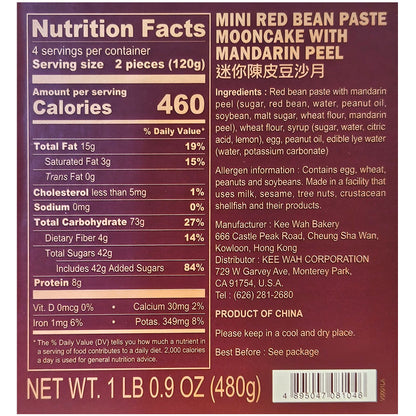 Nutrition Facts
4 servings per container
Serving size 2 pieces (120g)
Amount per serving
Calories 460
% Daily Value*
Total Fat 15g 19%
Saturated Fat 3g 15%
Trans Fat 0g
Cholesterol less than 5mg 1%
Sodium 0mg 0%
Total Carbohydrate 73g 27%
Dietary Fiber 4g 14%
Total Sugars 42g
Includes 42g Added Sugars 84%
Protein 8g
Vit. D 0mcg 0% • Calcium 30mg 2%
Iron 1mg 6% • Potas. 349mg 8%
* The % Daily Value (DV) tells you how much a nutrient in
a serving of food contributes to a daily diet. 2,000 calories
a day is used for general nutrition advice.
MINI RED BEAN PASTE
MOONCAKE WITH
MANDARIN PEEL
迷你陳皮豆沙月
Ingredients : Red bean paste with mandarin
peel (sugar, red bean, water, peanut oil,
soybean, malt sugar, wheat flour, mandarin
peel), wheat flour, syrup (sugar, water, citric
acid, lemon), egg, peanut oil, edible lye water
(water, potassium carbonate)
Allergen information : Contains egg, wheat,
peanuts and soybeans. Made in a facility that
uses milk, sesame, tree nuts, crustacean
shellfish and their products.
Manufacturer : Kee Wah Bakery
666 Castle Peak Road, Cheung Sha Wan,
Kowloon, Hong Kong
Distributor : KEE WAH CORPORATION
729 W Garvey Ave, Monterey Park,
CA 91754, U.S.A.
Tel : (626) 281-2680
PRODUCT OF CHINA
Please keep in a cool and dry place.
Best Before : See package
NET WT. 1 LB 0.9 OZ (480g)
4 895047 081048